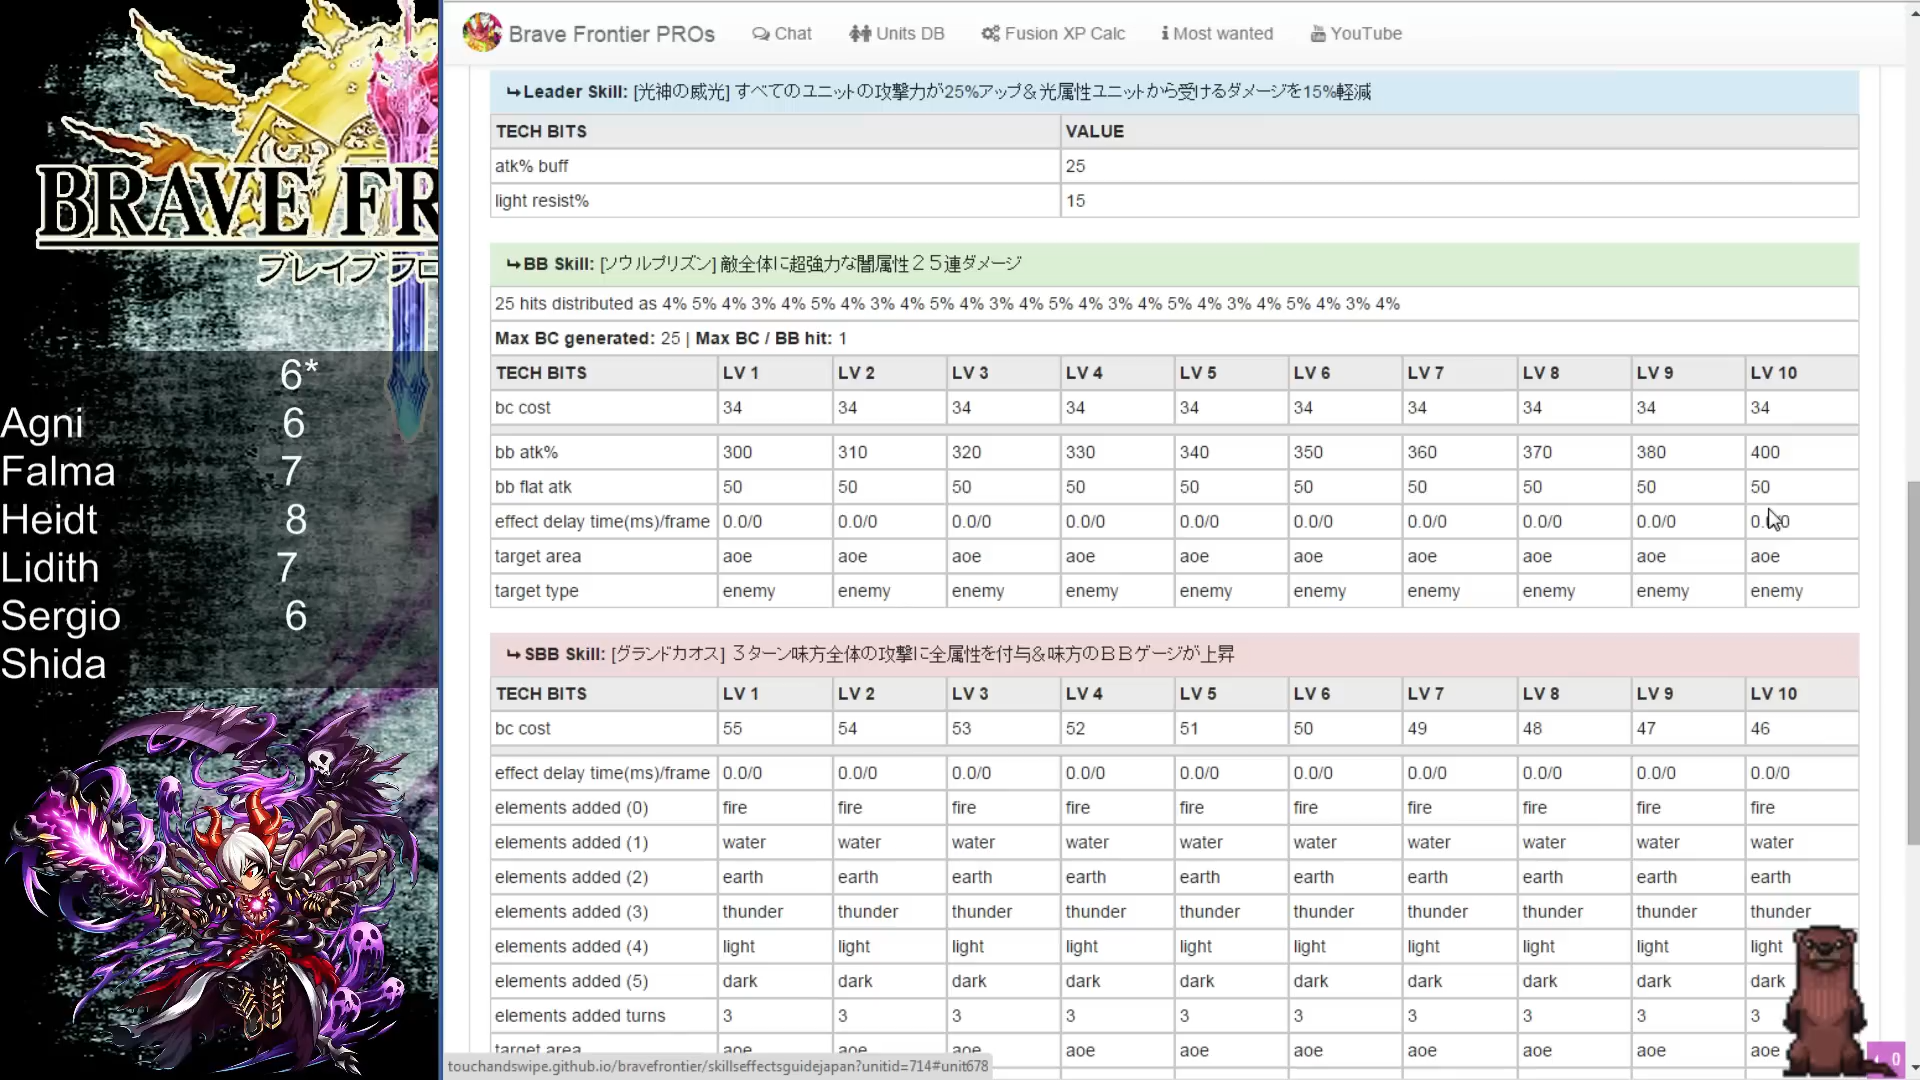 BRAVE FR
ブレイブ フロ
6*
Agni 6
Falma 7
Heidt 8
Lidith 7
Sergio 6
Shida
Brave Frontier PROs Chat Units DB Fusion XP Calc Most wanted YouTube
↳Leader Skill: [光神の威光] すべてのユニットの攻撃力が25%アップ＆光属性ユニットから受けるダメージを15%軽減
TECH BITS VALUE
atk% buff 25
light resist% 15
↳BB Skill: [ソウルプリズン] 敵全体に超強力な闇属性２５連ダメージ
25 hits distributed as 4% 5% 4% 3% 4% 5% 4% 3% 4% 5% 4% 3% 4% 5% 4% 3% 4% 5% 4% 3% 4% 5% 4% 3% 4%
Max BC generated: 25 | Max BC / BB hit: 1
TECH BITS LV 1 LV 2 LV 3 LV 4 LV 5 LV 6 LV 7 LV 8 LV 9 LV 10
bc cost 34 34 34 34 34 34 34 34 34 34
bb atk% 300 310 320 330 340 350 360 370 380 400
bb flat atk 50 50 50 50 50 50 50 50 50 50
effect delay time(ms)/frame 0.0/0 0.0/0 0.0/0 0.0/0 0.0/0 0.0/0 0.0/0 0.0/0 0.0/0
target area aoe aoe aoe aoe aoe aoe aoe aoe aoe aoe
target type enemy enemy enemy enemy enemy enemy enemy enemy enemy enemy
↳SBB Skill: [グランドカオス] ３ターン味方全体の攻撃に全属性を付与＆味方のＢＢゲージが上昇
TECH BITS LV 1 LV 2 LV 3 LV 4 LV 5 LV 6 LV 7 LV 8 LV 9 LV 10
bc cost 55 54 53 52 51 50 49 48 47 46
effect delay time(ms)/frame 0.0/0 0.0/0 0.0/0 0.0/0 0.0/0 0.0/0 0.0/0 0.0/0 0.0/0 0.0/0
elements added (0) fire fire fire fire fire fire fire fire fire fire
elements added (1) water water water water water water water water water water
elements added (2) earth earth earth earth earth earth earth earth earth earth
elements added (3) thunder thunder thunder thunder thunder thunder thunder thunder thunder thunder
elements added (4) light light light light light light light light light light
elements added (5) dark dark dark dark dark dark dark dark dark dark
elements added turns 3 3 3 3 3 3 3 3 3 3
target area aoe aoe aoe aoe aoe aoe aoe aoe aoe aoe
touchandswipe.github.io/bravefrontier/skillseffectsguidejapan?unitid=714#unit678
0